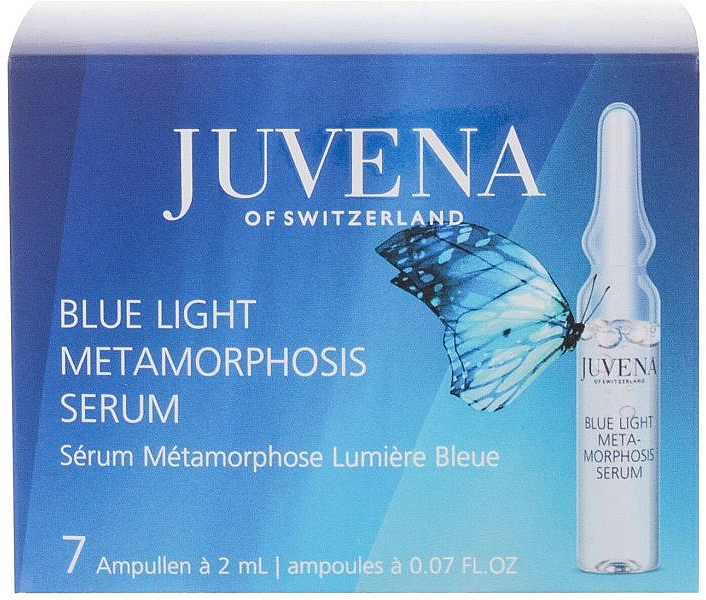 JUVENA
OF SWITZERLAND
BLUE LIGHT
METAMORPHOSIS
SERUM
Sérum Métamorphose Lumière Bleue
7 Ampullen à 2 mL | ampoules à 0.07 FL.OZ
JUVENA
OF SWITZERLAND
BLUE LIGHT
META-
MORPHOSIS
SERUM